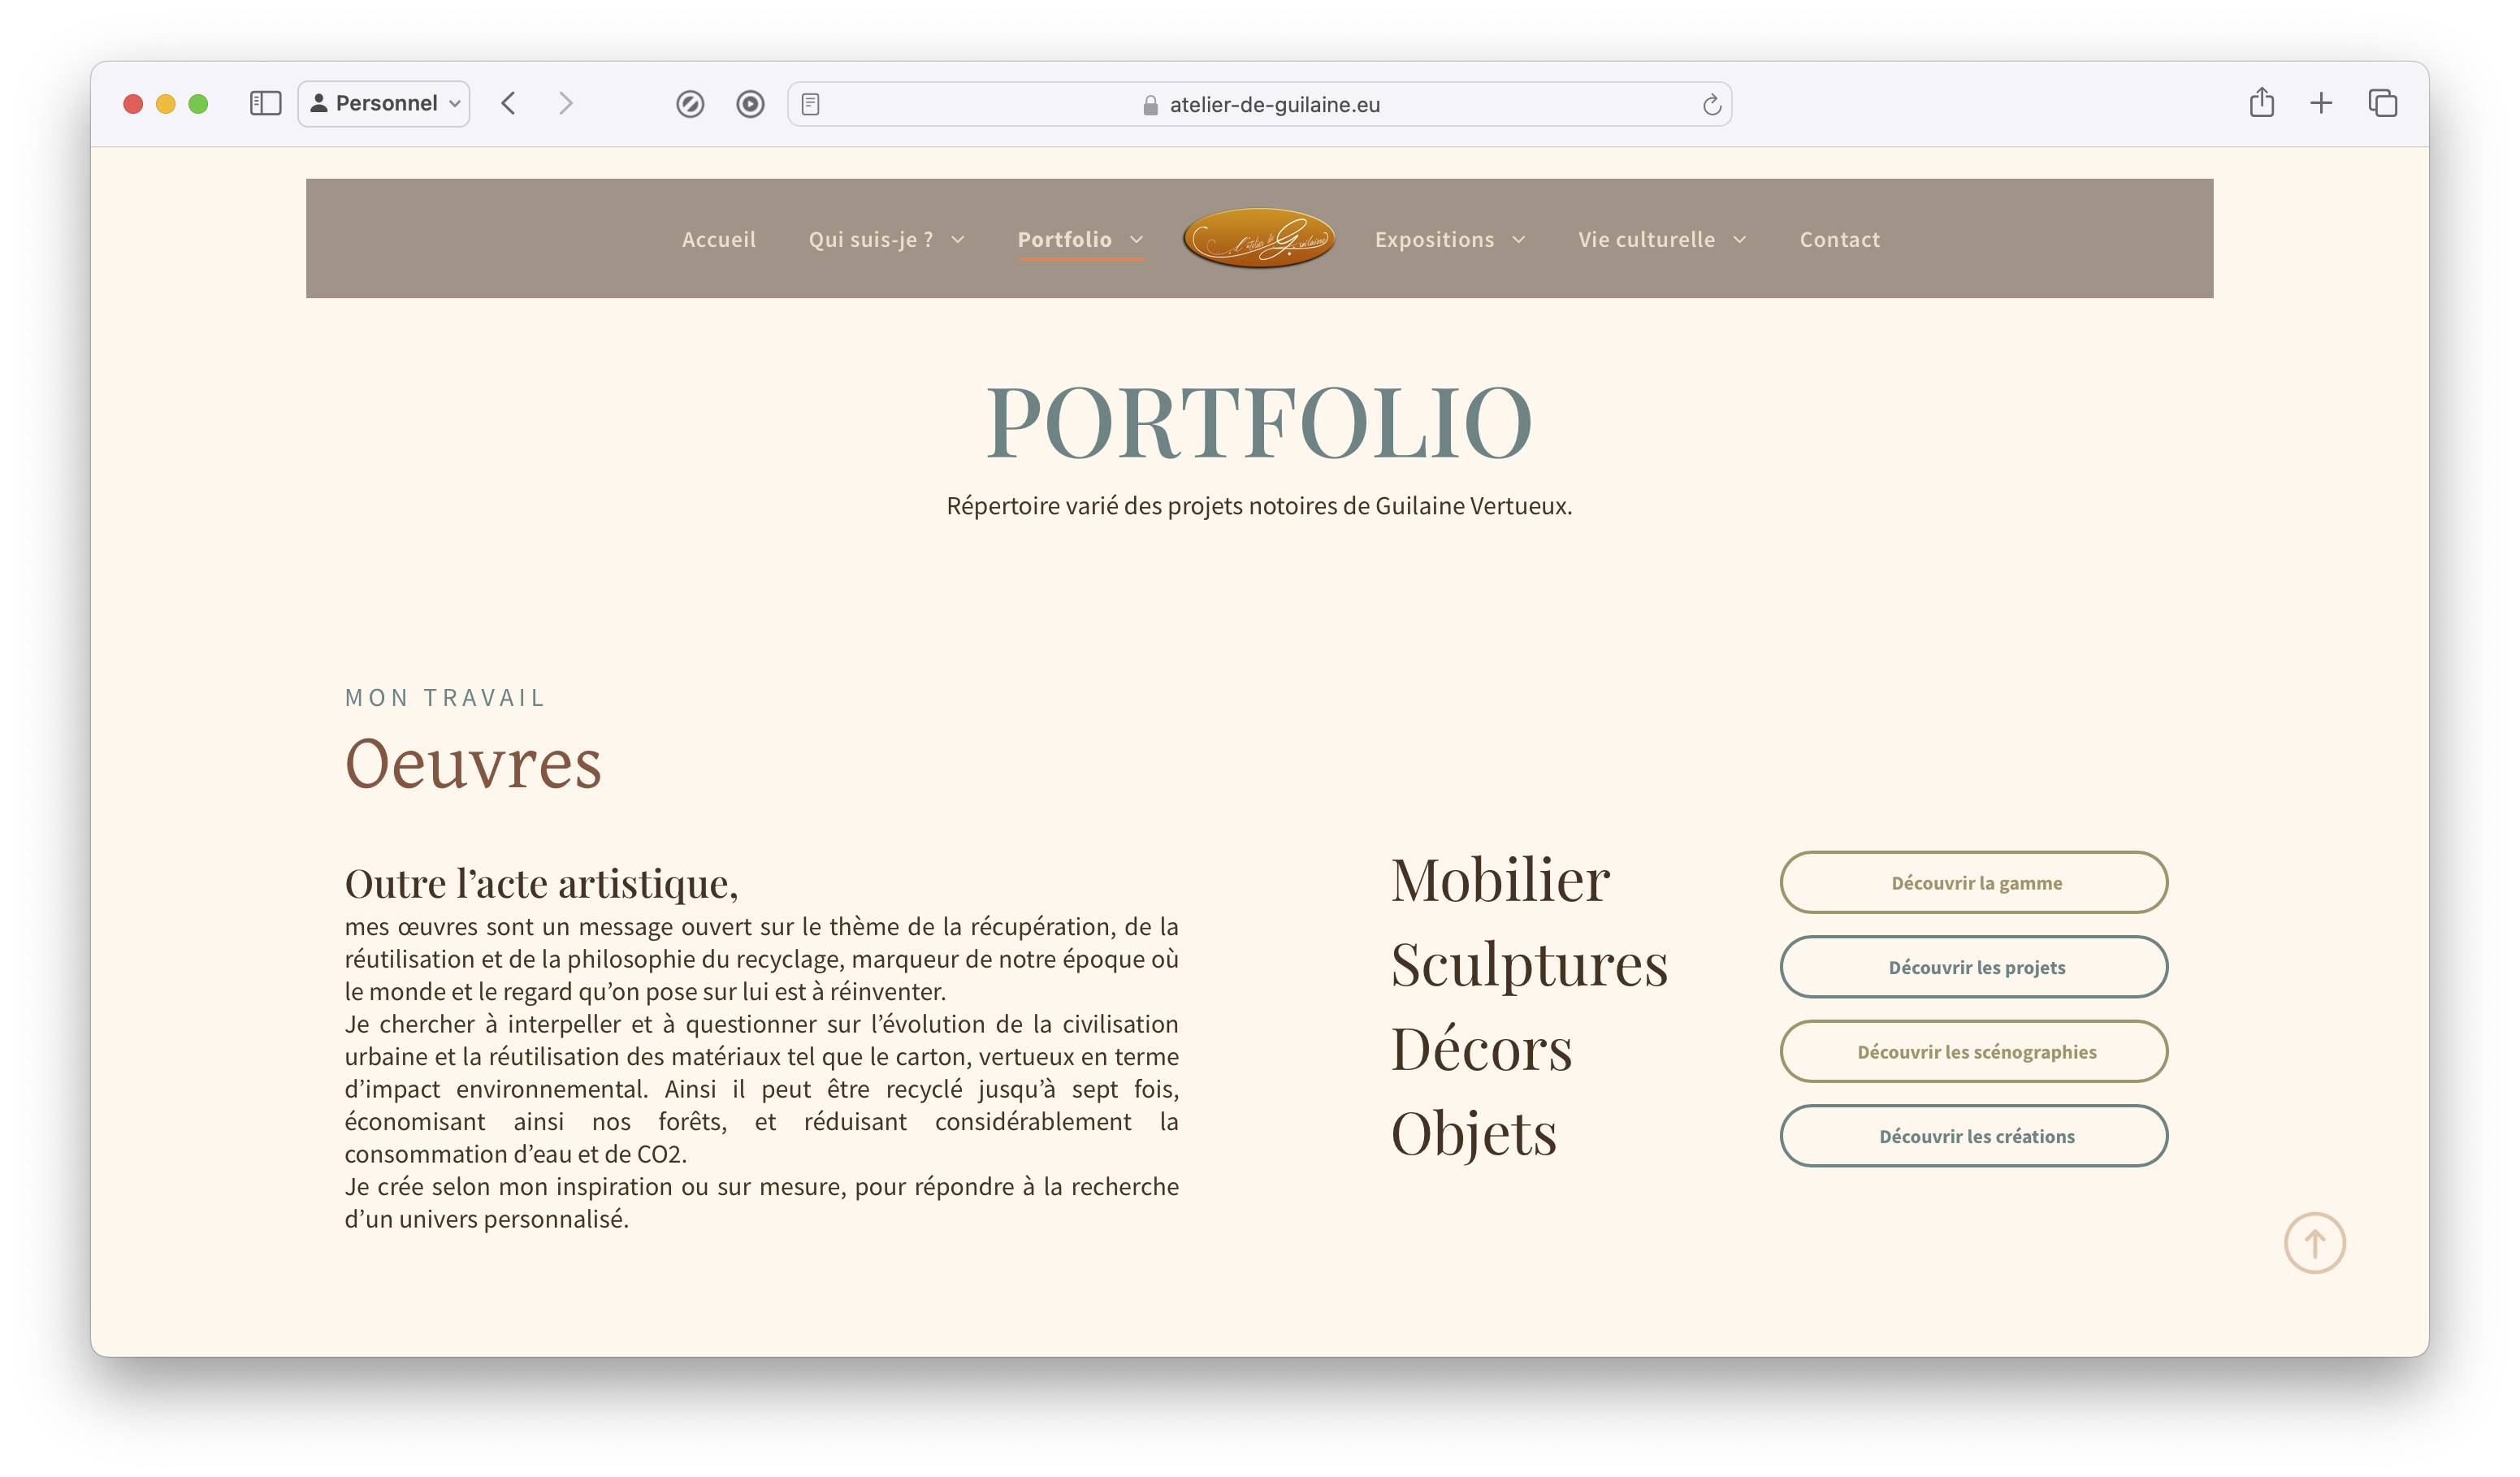 Personnel
atelier-de-guilaine.eu
Accueil
Qui suis-je ?
Portfolio
L'atelier de Guilaine
Expositions
Vie culturelle
Contact
PORTFOLIO
Répertoire varié des projets notoires de Guilaine Vertueux.
MON TRAVAIL
Oeuvres
Outre l’acte artistique,
mes œuvres sont un message ouvert sur le thème de la récupération, de la
réutilisation et de la philosophie du recyclage, marqueur de notre époque où
le monde et le regard qu’on pose sur lui est à réinventer.
Je chercher à interpeller et à questionner sur l’évolution de la civilisation
urbaine et la réutilisation des matériaux tel que le carton, vertueux en terme
d’impact environnemental. Ainsi il peut être recyclé jusqu’à sept fois,
économisant ainsi nos forêts, et réduisant considérablement la
consommation d’eau et de CO2.
Je crée selon mon inspiration ou sur mesure, pour répondre à la recherche
d’un univers personnalisé.
Mobilier
Découvrir la gamme
Sculptures
Découvrir les projets
Décors
Découvrir les scénographies
Objets
Découvrir les créations